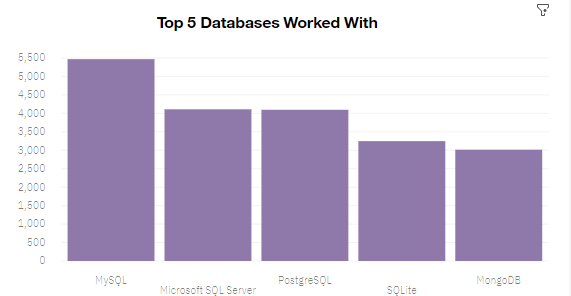 Top 5 Databases Worked With
5,500
5,000
4,500
4,000
3,500
3,000
2,500
2,000
1,500
1,000
500
0
MySQL
Microsoft SQL Server
PostgreSQL
SQLite
MongoDB